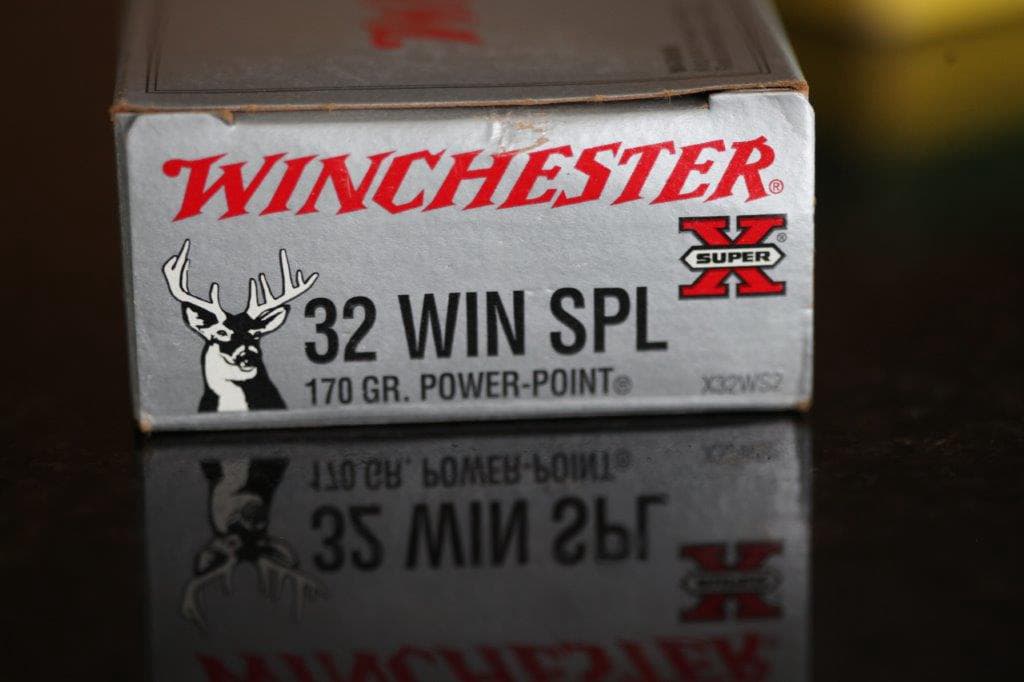 WINCHESTER®
X
SUPER ®
32 WIN SPL
170 GR. POWER-POINT®
X32WS2